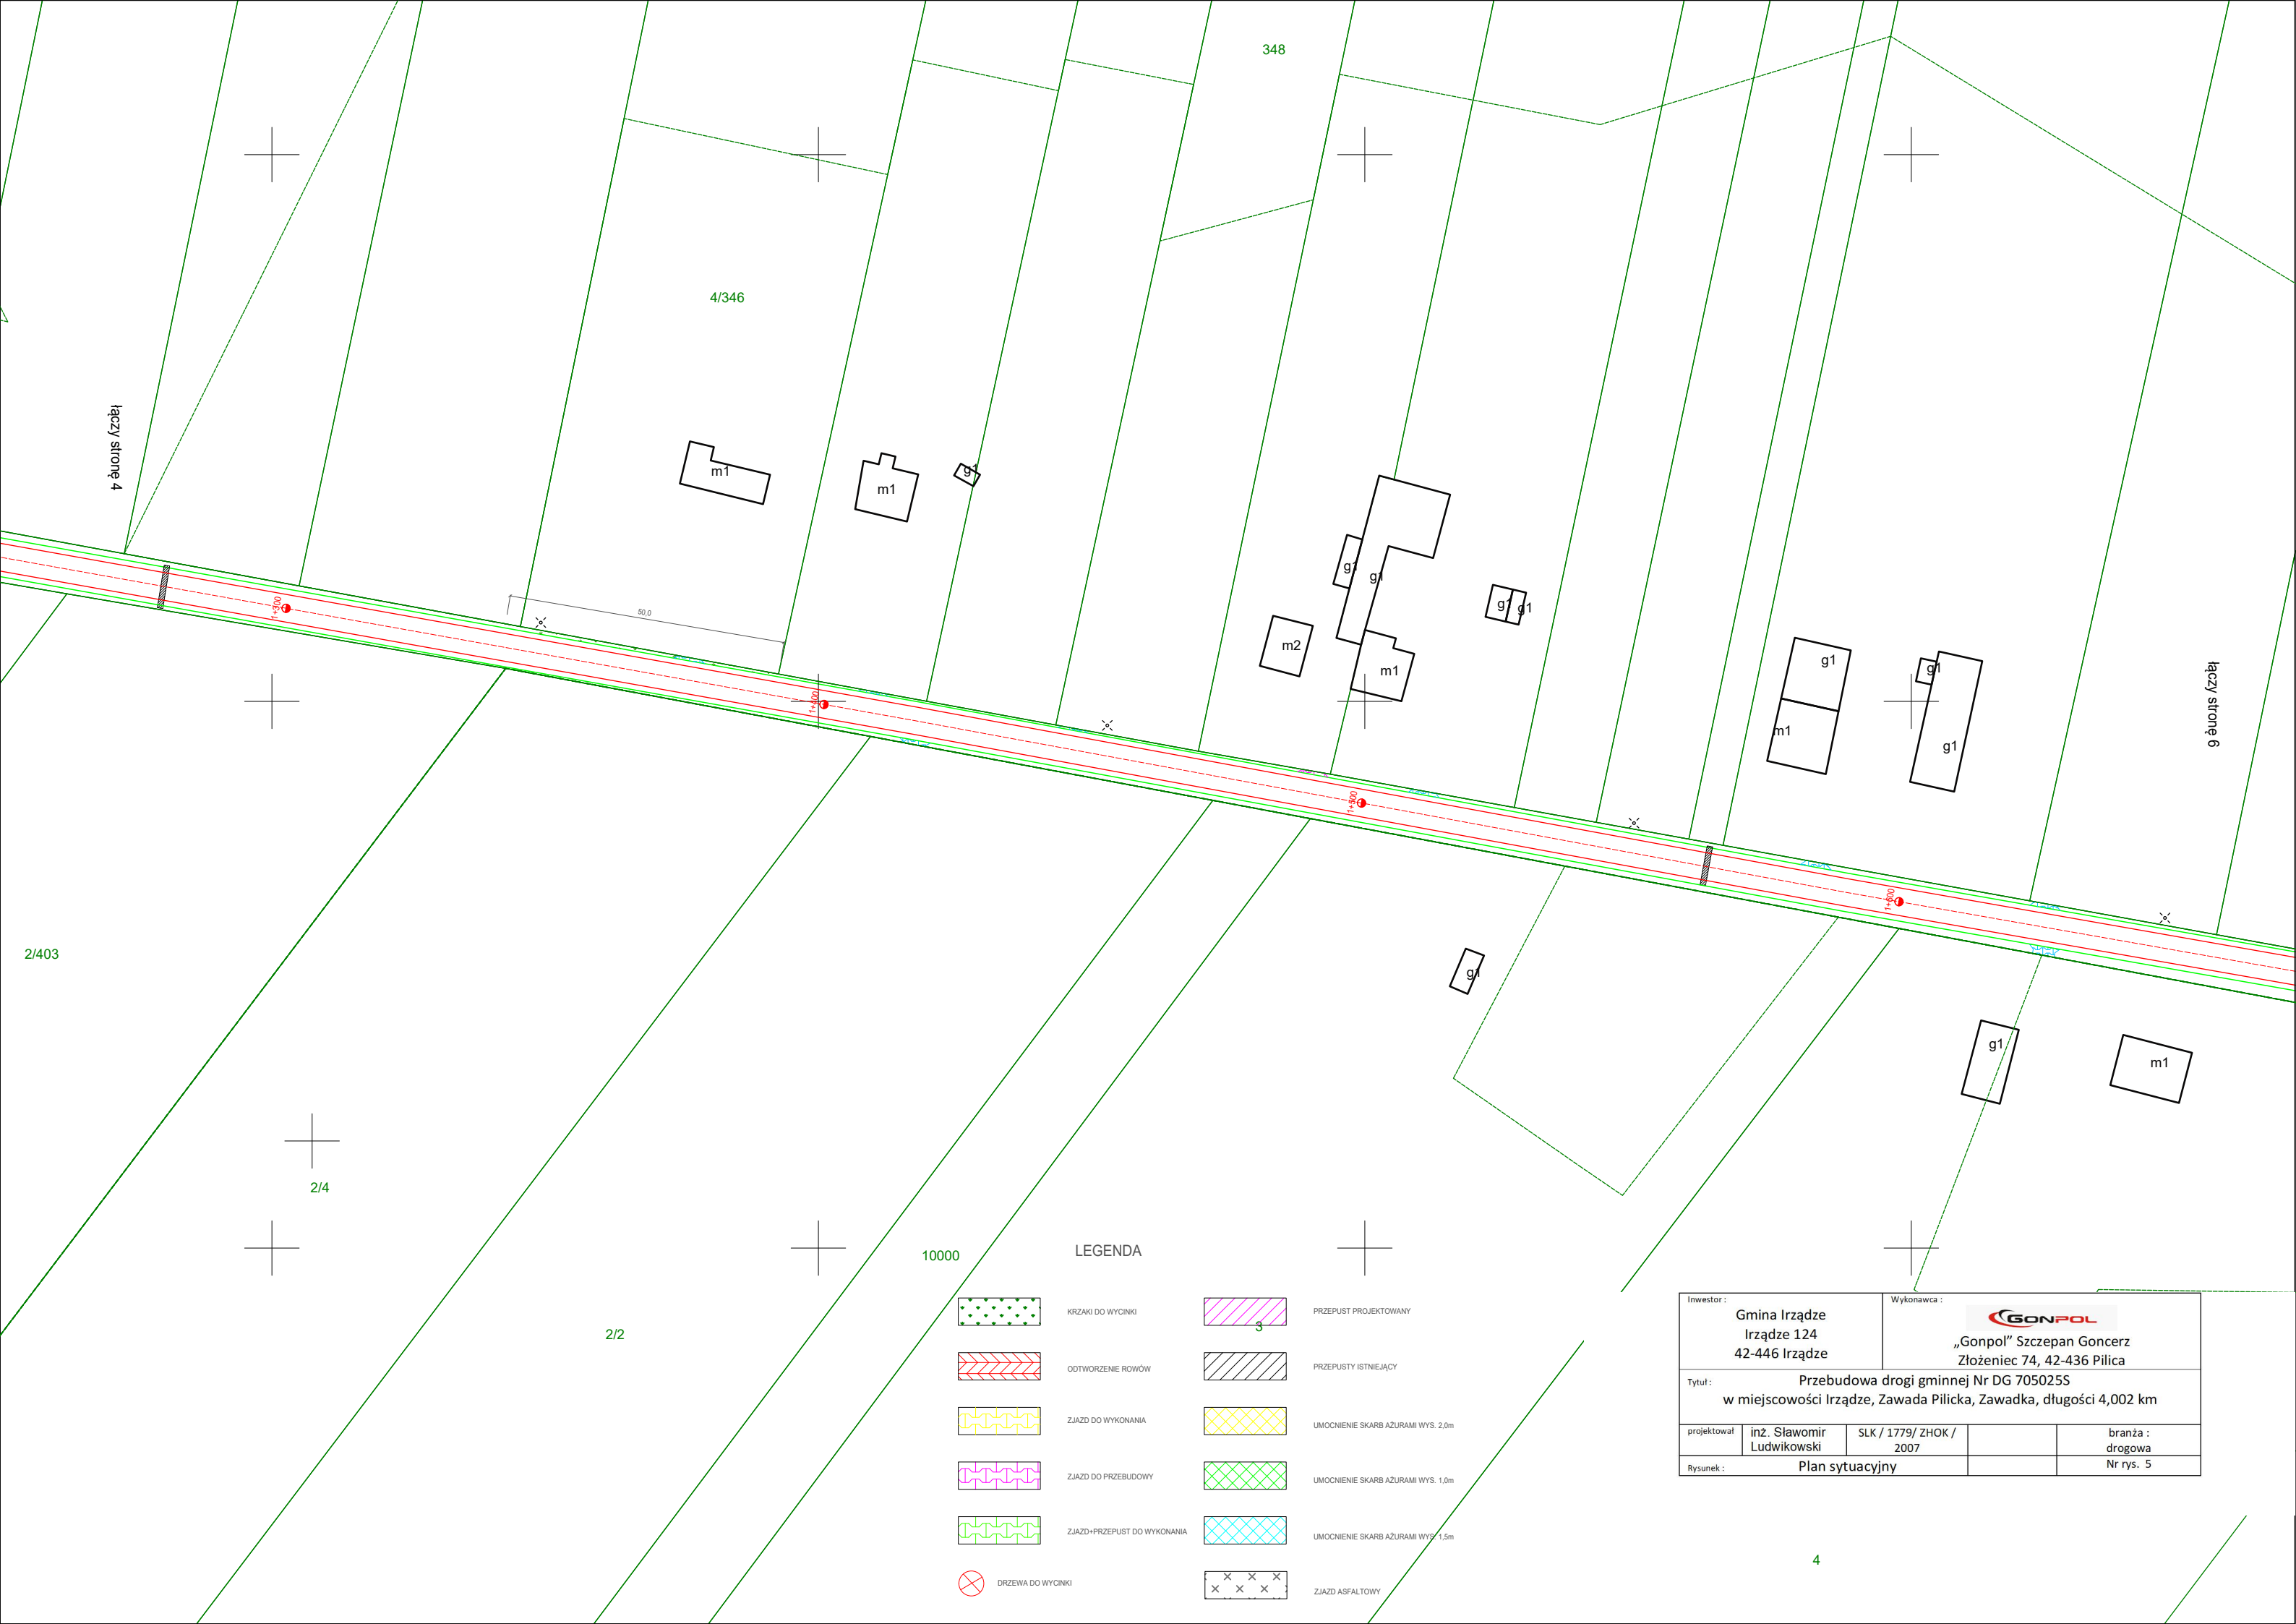 348
4/346
łączy stronę 4
łączy stronę 6
m1
m1
g1
50,0
1+300
g1
g1
g1
g1
m2
m1
g1
g1
g1
m1
g1
1+500
1+600
2/403
g1
g1
m1
2/4
10000
2/2
3
4
LEGENDA
KRZAKI DO WYCINKI
PRZEPUST PROJEKTOWANY
ODTWORZENIE ROWÓW
PRZEPUSTY ISTNIEJĄCY
ZJAZD DO WYKONANIA
UMOCNIENIE SKARB AŻURAMI WYS. 2,0m
ZJAZD DO PRZEBUDOWY
UMOCNIENIE SKARB AŻURAMI WYS. 1,0m
ZJAZD+PRZEPUST DO WYKONANIA
UMOCNIENIE SKARB AŻURAMI WYS. 1,5m
DRZEWA DO WYCINKI
ZJAZD ASFALTOWY
Inwestor :
Gmina Irządze
Irządze 124
42-446 Irządze
Wykonawca :
GONPOL
„Gonpol” Szczepan Goncerz
Złożeniec 74, 42-436 Pilica
Tytuł : Przebudowa drogi gminnej Nr DG 705025S
w miejscowości Irządze, Zawada Pilicka, Zawadka, długości 4,002 km
projektował
inż. Sławomir
Ludwikowski
SLK / 1779/ ZHOK /
2007
branża :
drogowa
Rysunek : Plan sytuacyjny
Nr rys. 5